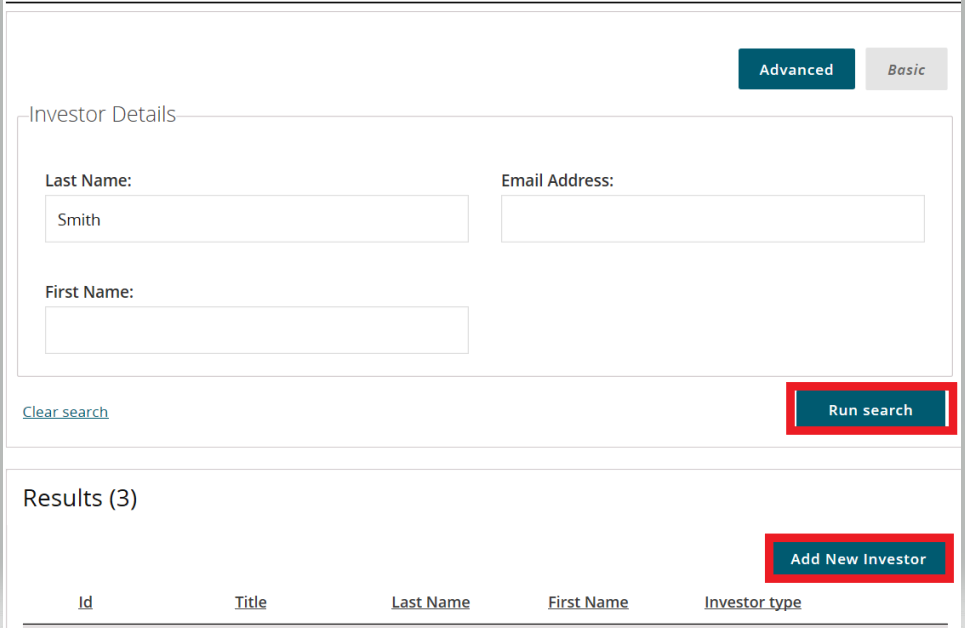 Advanced Basic
Investor Details
Last Name: Email Address:
Smith
First Name:
Clear search Run search
Results (3)
Add New Investor
Id Title Last Name First Name Investor type